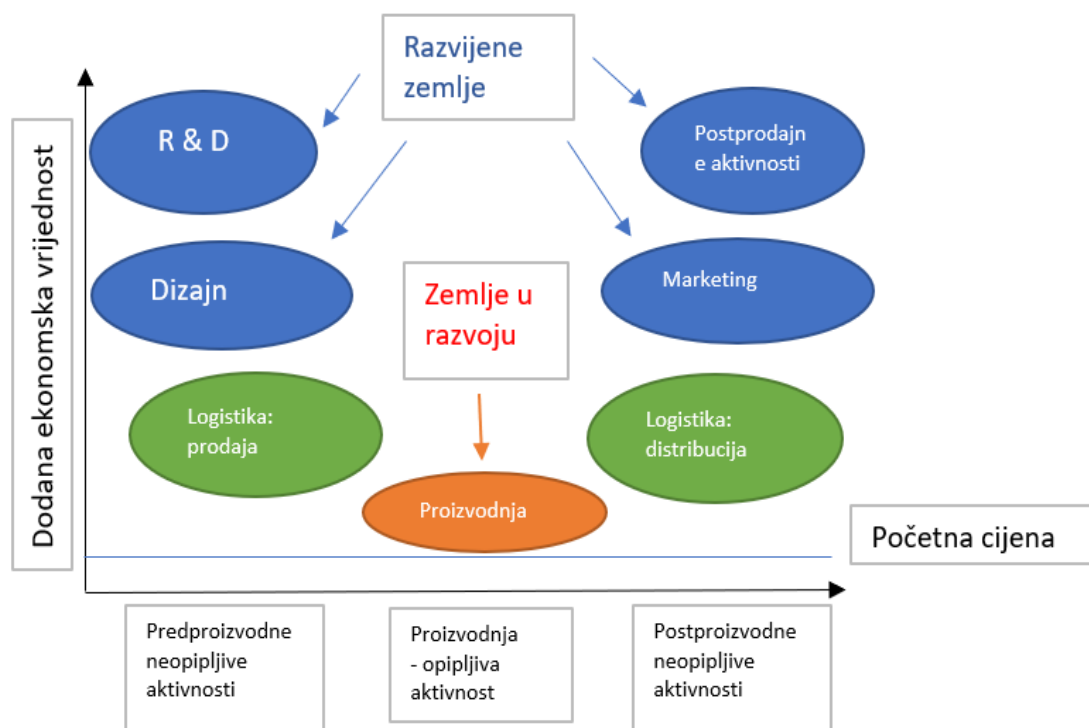 Razvijene
zemlje
Dodana ekonomska vrijednost
R & D
Postprodajn
e aktivnosti
Dizajn
Zemlje u
razvoju
Marketing
Logistika:
prodaja
Logistika:
distribucija
Proizvodnja
Početna cijena
Predproizvodne
neopipljive
aktivnosti
Proizvodnja
- opipljiva
aktivnost
Postproizvodne
neopipljive
aktivnosti